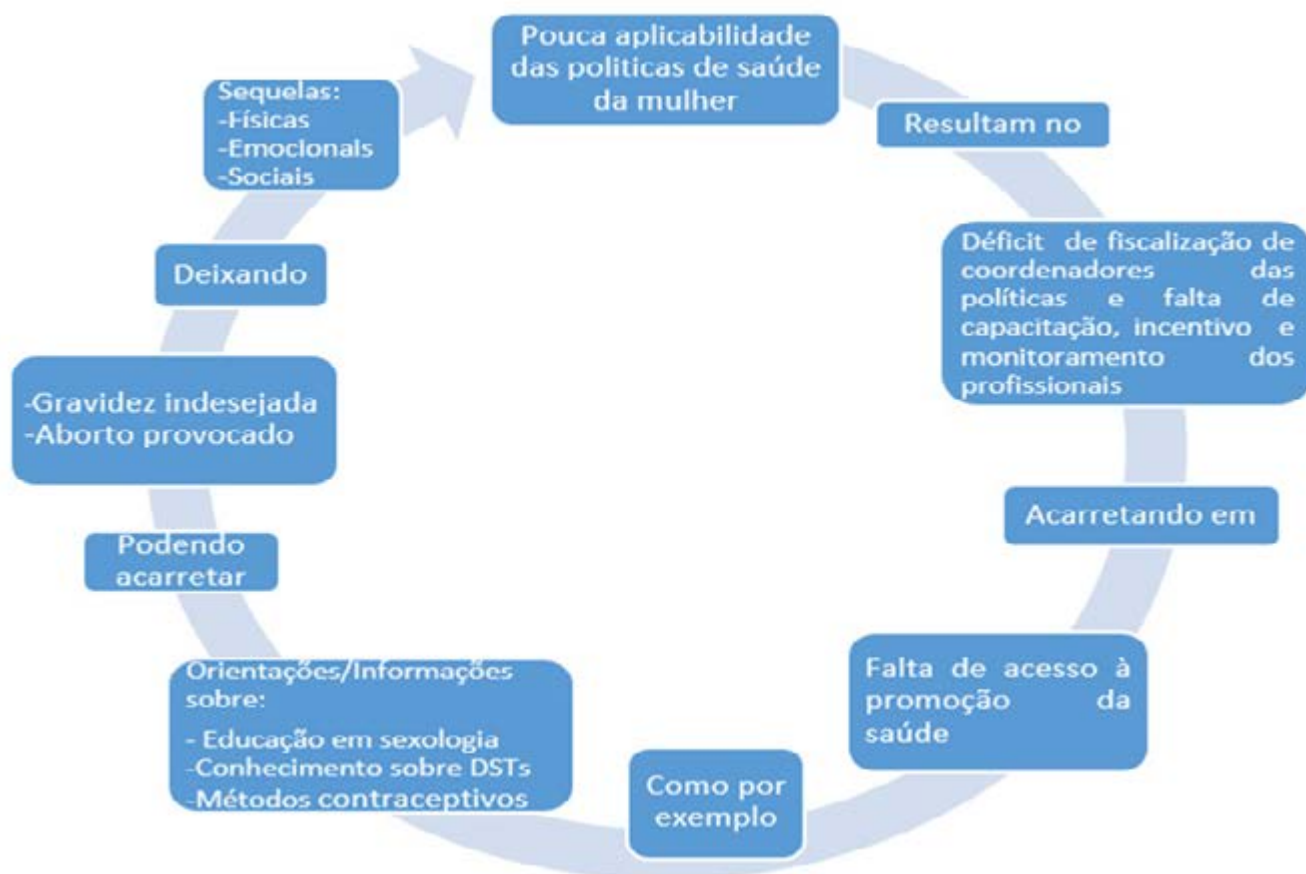 Pouca aplicabilidade
das politicas de saúde
da mulher
Resultam no
Déficit de fiscalização de
coordenadores das
políticas e falta de
capacitação, incentivo e
monitoramento dos
profissionais
Acarretando em
Falta de acesso à
promoção da
saúde
Como por
exemplo
Orientações/Informações
sobre:
- Educação em sexologia
-Conhecimento sobre DSTs
-Métodos contraceptivos
Podendo
acarretar
-Gravidez indesejada
-Aborto provocado
Deixando
Sequelas:
-Físicas
-Emocionais
-Sociais